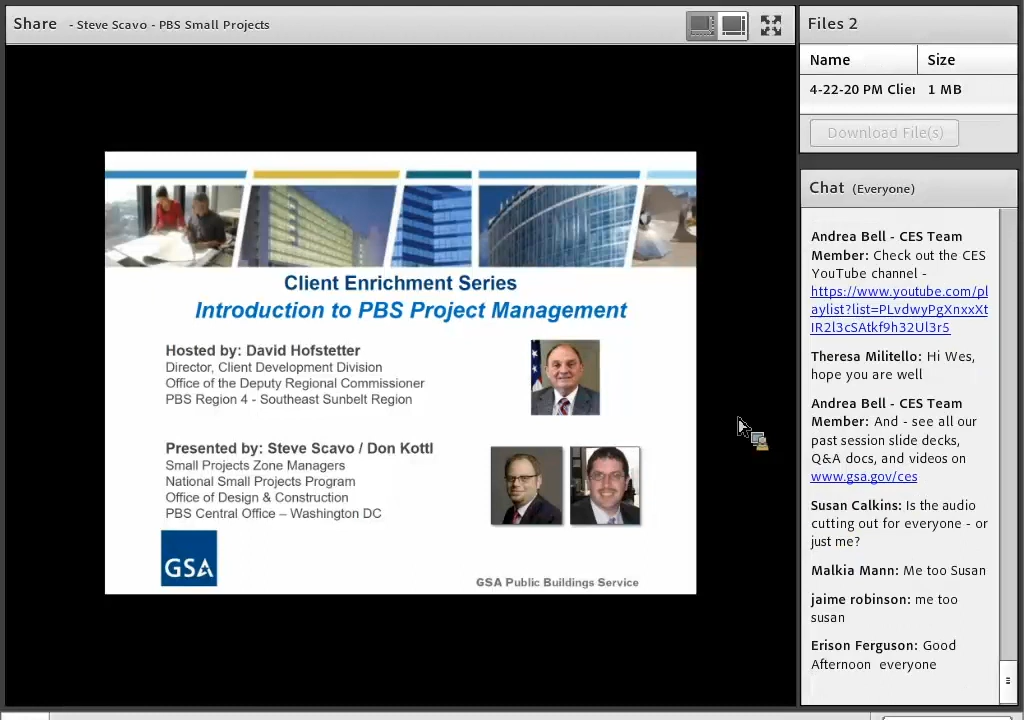 Share - Steve Scavo - PBS Small Projects
Client Enrichment Series
Introduction to PBS Project Management
Hosted by: David Hofstetter
Director, Client Development Division
Office of the Deputy Regional Commissioner
PBS Region 4 - Southeast Sunbelt Region
Presented by: Steve Scavo / Don Kottl
Small Projects Zone Managers
National Small Projects Program
Office of Design & Construction
PBS Central Office – Washington DC
GSA
GSA Public Buildings Service
Files 2
Name Size
4-22-20 PM Clier 1 MB
Download File(s)
Chat (Everyone)
Andrea Bell - CES Team
Member: Check out the CES
YouTube channel -
https://www.youtube.com/pl
aylist?list=PLvdwyPgXnxxXt
IR2l3cSAtkf9h32Ul3r5
Theresa Militello: Hi Wes,
hope you are well
Andrea Bell - CES Team
Member: And - see all our
past session slide decks,
Q&A docs, and videos on
www.gsa.gov/ces
Susan Calkins: Is the audio
cutting out for everyone - or
just me?
Malkia Mann: Me too Susan
jaime robinson: me too
susan
Erison Ferguson: Good
Afternoon everyone